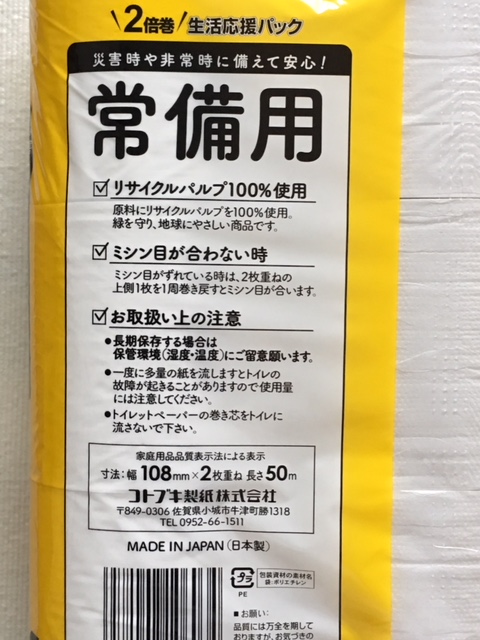 2倍巻 生活応援パック
災害時や非常時に備えて安心!
常備用
リサイクルパルプ100%使用
原料にリサイクルパルプを100%使用。
緑を守り、地球にやさしい商品です。
ミシン目が合わない時
ミシン目がずれている時は、2枚重ねの
上側1枚を1周巻き戻すとミシン目が合います。
お取扱い上の注意
●長期保存する場合は
保管環境(湿度・温度)にご留意願います。
●一度に多量の紙を流しますとトイレの
故障が起きることがありますので使用量
には注意してください。
●トイレットペーパーの巻き芯をトイレに
流さないで下さい。
家庭用品品質表示法による表示
寸法:幅 108mm×2枚重ね 長さ50m
コトブキ製紙株式会社
〒849-0306 佐賀県小城市牛津町勝1318
TEL 0952-66-1511
MADE IN JAPAN(日本製)
プラ
PE
包装資材の素材名
袋:ポリエチレン
■お願い:
品質には万全を期して
おりますが、お気づきの